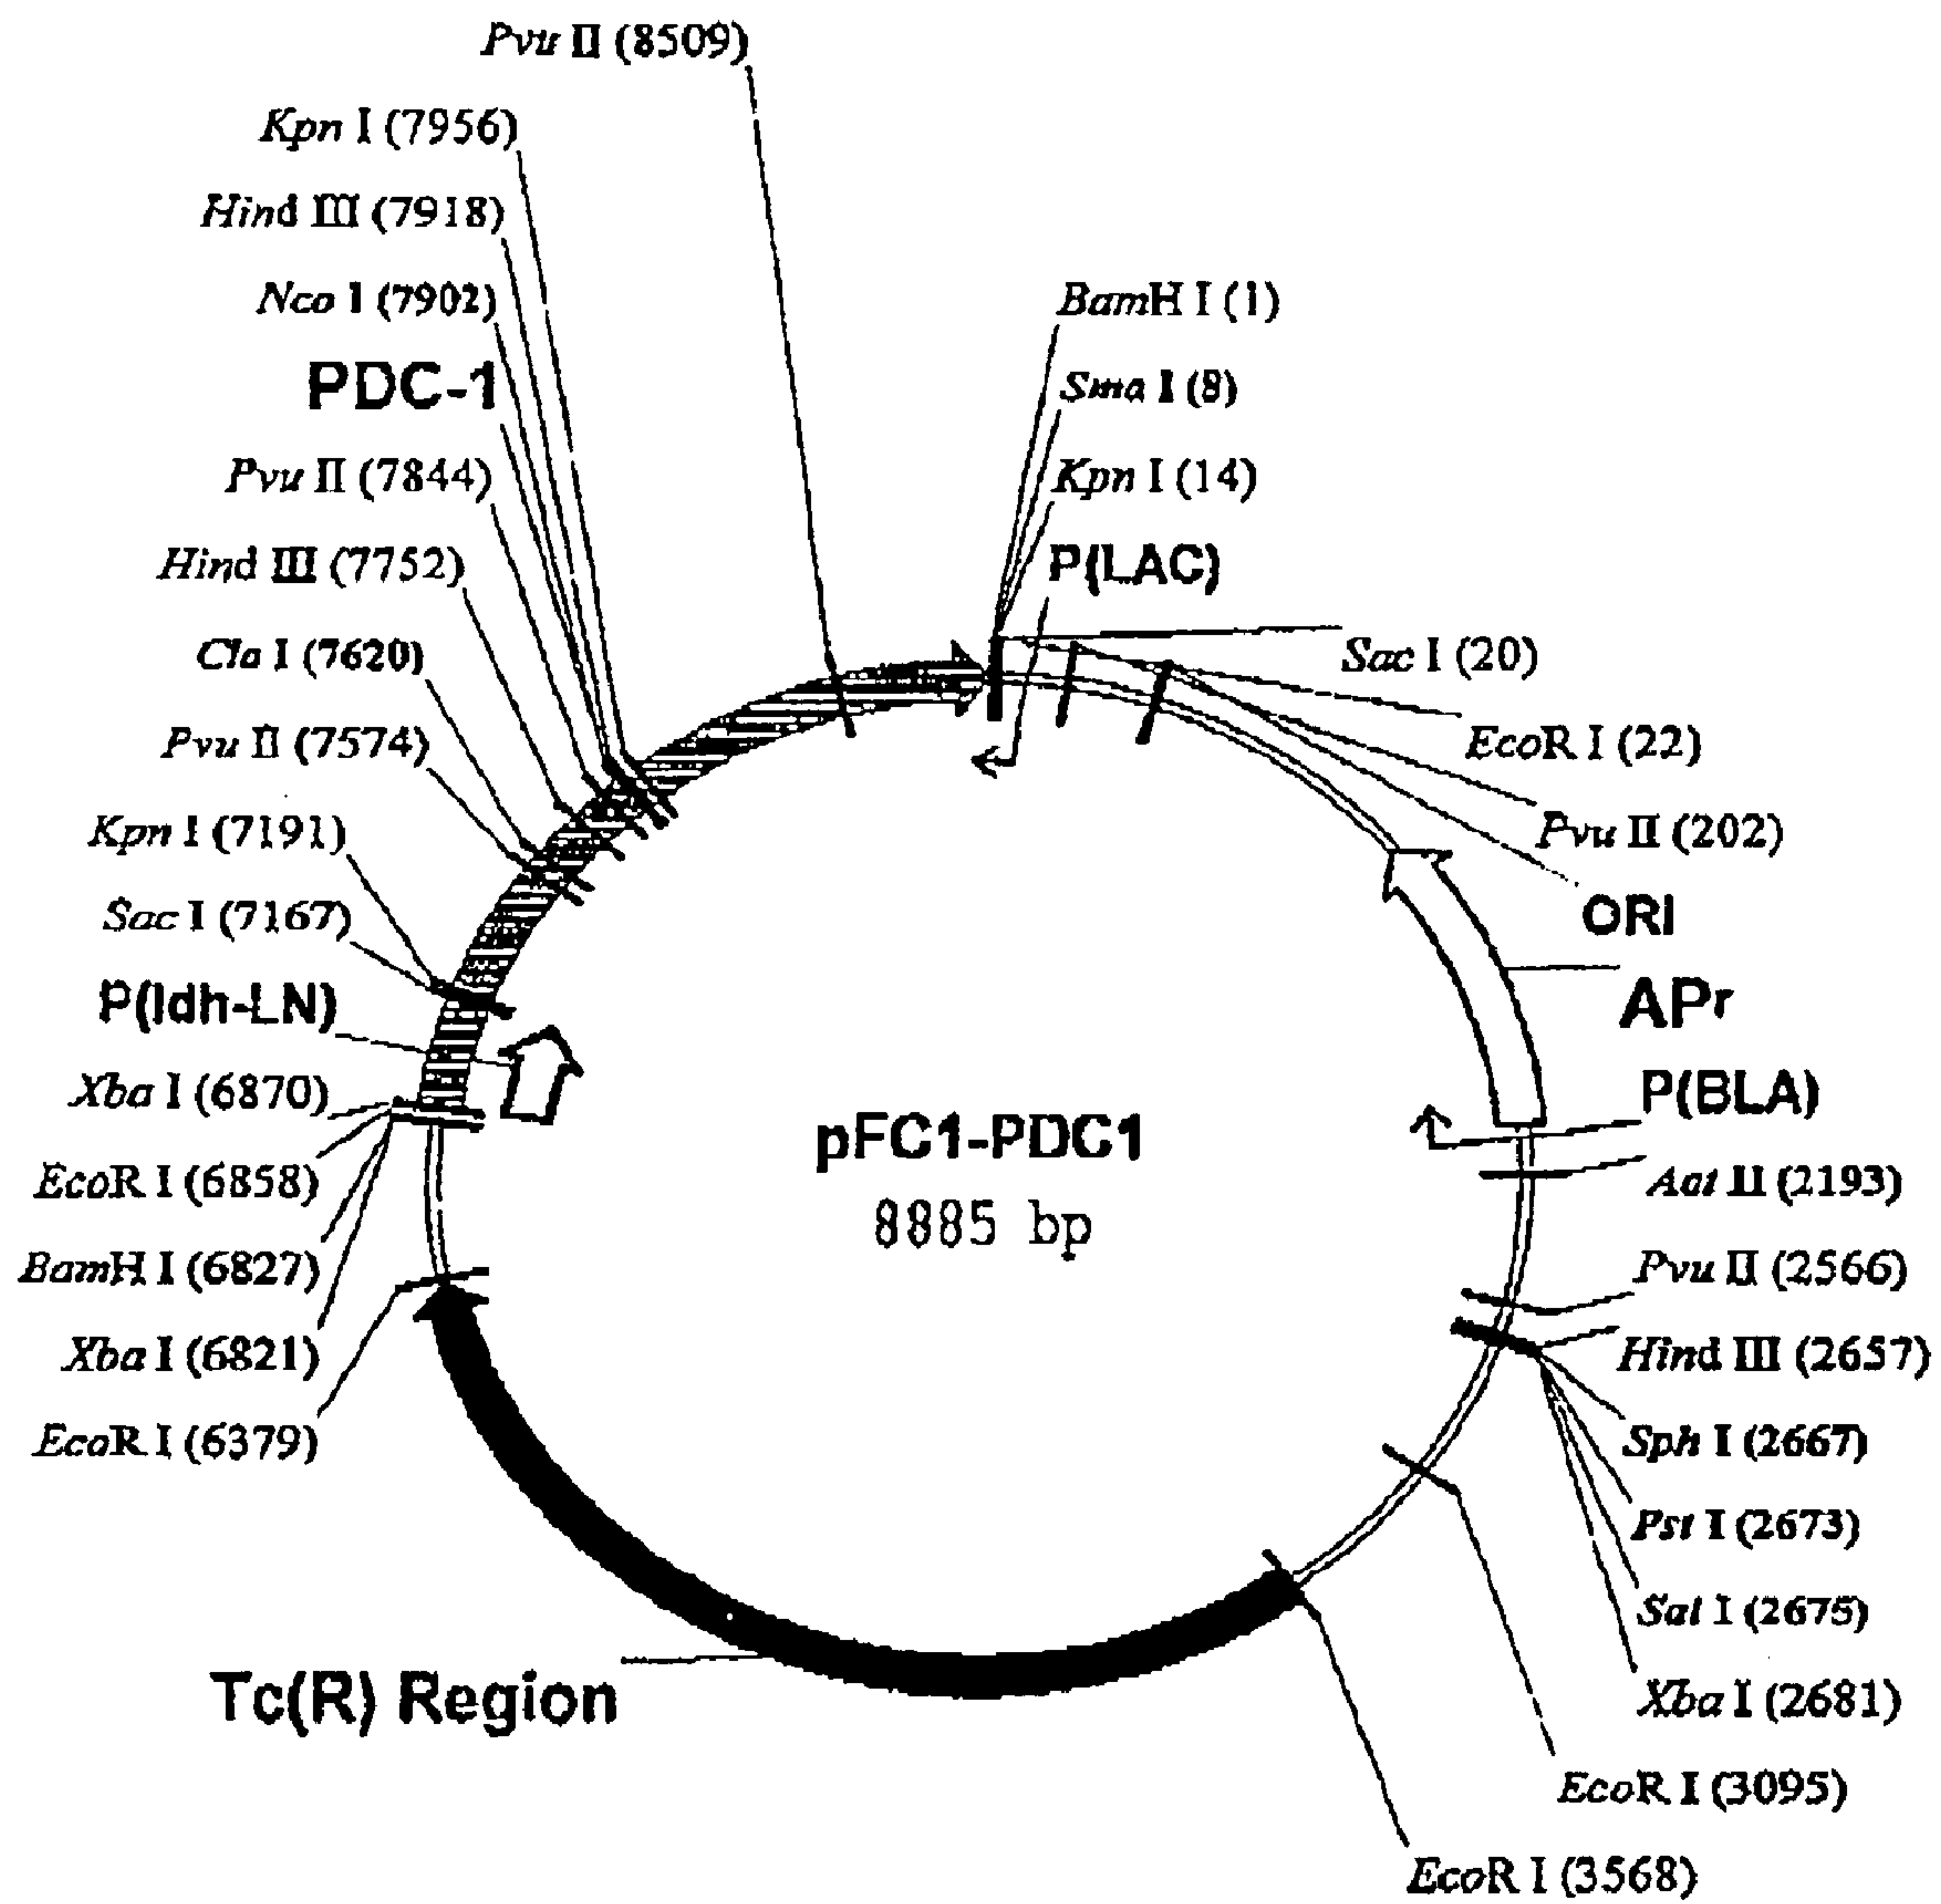 Pvu II (8509)
Kpn I (7956)
Hind III (7918)
Nco I (7902)
PDC-1
Pvu II (7844)
Hind III (7752)
Cla I (7620)
Pvu II (7574)
Kpn I (7191)
Sac I (7167)
P(ldh-LN)
Xba I (6870)
EcoR I (6858)
BamH I (6827)
Xba I (6821)
EcoR I (6379)
Tc(R) Region
BamH I (1)
Sma I (8)
Kpn I (14)
P(LAC)
Sac I (20)
EcoR I (22)
Pvu II (202)
ORI
APr
P(BLA)
Aat II (2193)
Pvu II (2566)
Hind III (2657)
Sph I (2667)
Pst I (2673)
Sal I (2675)
Xba I (2681)
EcoR I (3095)
EcoR I (3568)
pFC1-PDC1
8885 bp